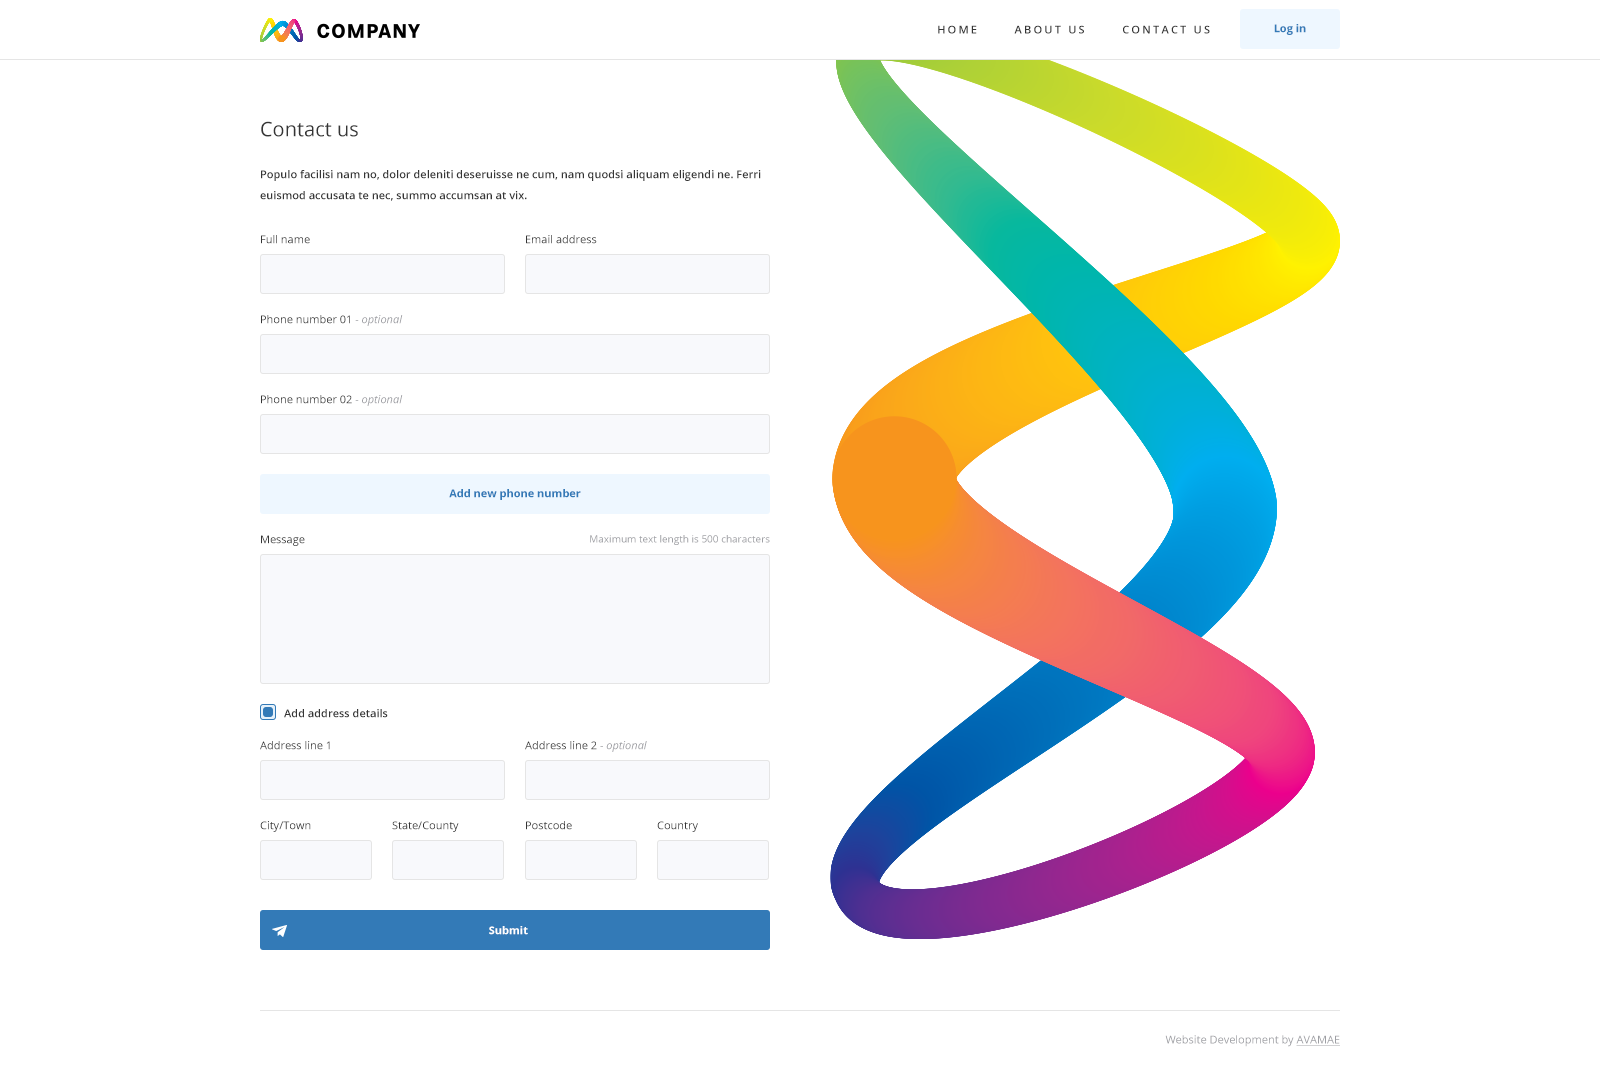 COMPANY
HOME
ABOUT US
CONTACT US
Log in
Contact us
Populo facilisi nam no, dolor deleniti deseruisse ne cum, nam quodsi aliquam eligendi ne. Ferri
euismod accusata te nec, summo accumsan at vix.
Full name
Email address
Phone number 01 - optional
Phone number 02 - optional
Add new phone number
Message
Maximum text length is 500 characters
Add address details
Address line 1
Address line 2 - optional
City/Town
State/County
Postcode
Country
Submit
Website Development by AVAMAE